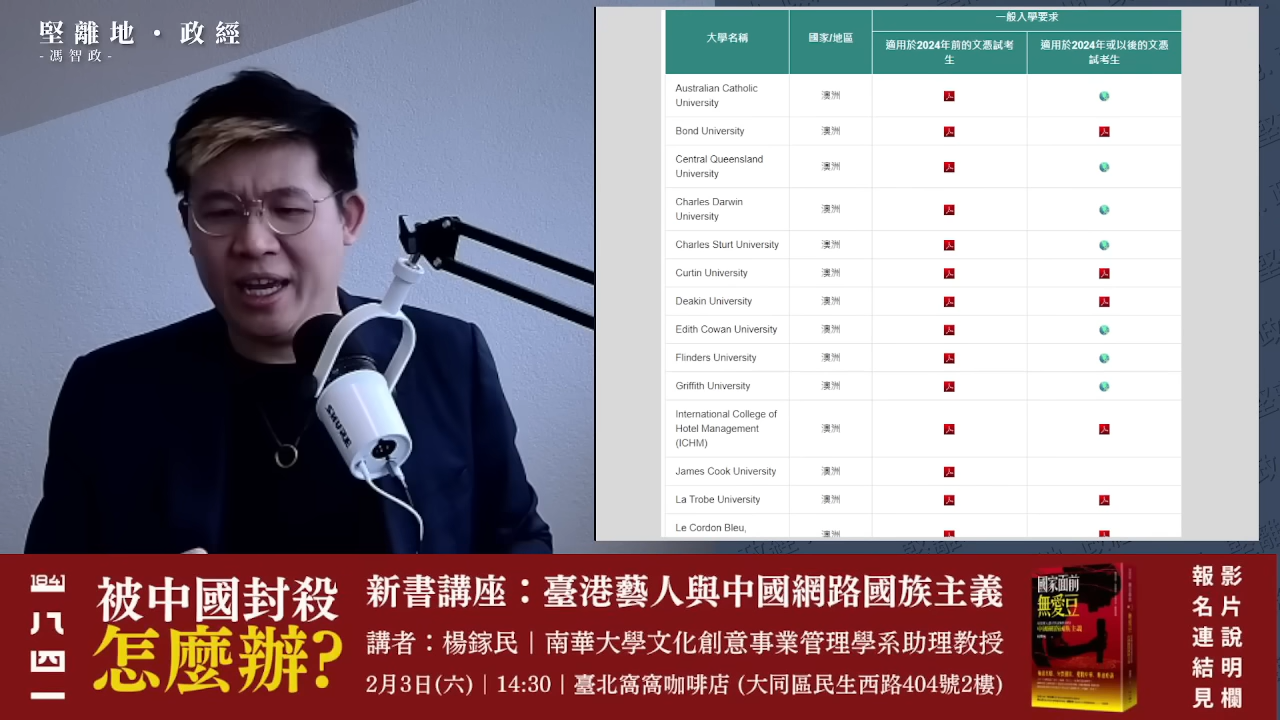 堅離地・政經
-馮智政-
大學名稱
國家/地區
一般入學要求
適用於2024年前的文憑試考
生
適用於2024年或以後的文憑
試考生
Australian Catholic
University
澳洲
Bond University
澳洲
Central Queensland
University
澳洲
Charles Darwin
University
澳洲
Charles Sturt University
澳洲
Curtin University
澳洲
Deakin University
澳洲
Edith Cowan University
澳洲
Flinders University
澳洲
Griffith University
澳洲
International College of
Hotel Management
(ICHM)
澳洲
James Cook University
澳洲
La Trobe University
澳洲
Le Cordon Bleu,
SHURE
1841
一八四一
被中國封殺
怎麼辦?
新書講座：臺港藝人與中國網路國族主義
講者：楊鎵民｜南華大學文化創意事業管理學系助理教授
2月3日(六)｜14:30｜臺北窩窩咖啡店 (大同區民生西路404號2樓)
國家面前
無愛豆
影片說明欄
報名連結見